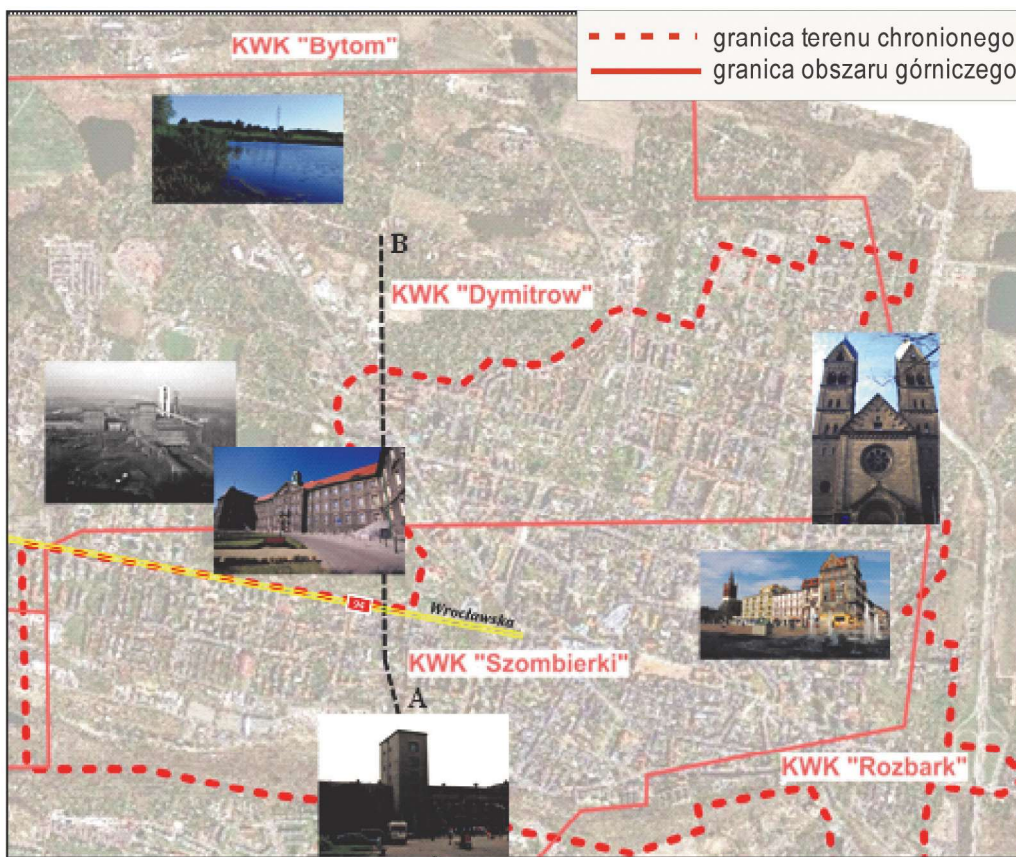 KWK "Bytom"
granica terenu chronionego
granica obszaru górniczego
B
KWK "Dymitrow"
94
Wrocławska
KWK "Szombierki"
A
KWK "Rozbark"